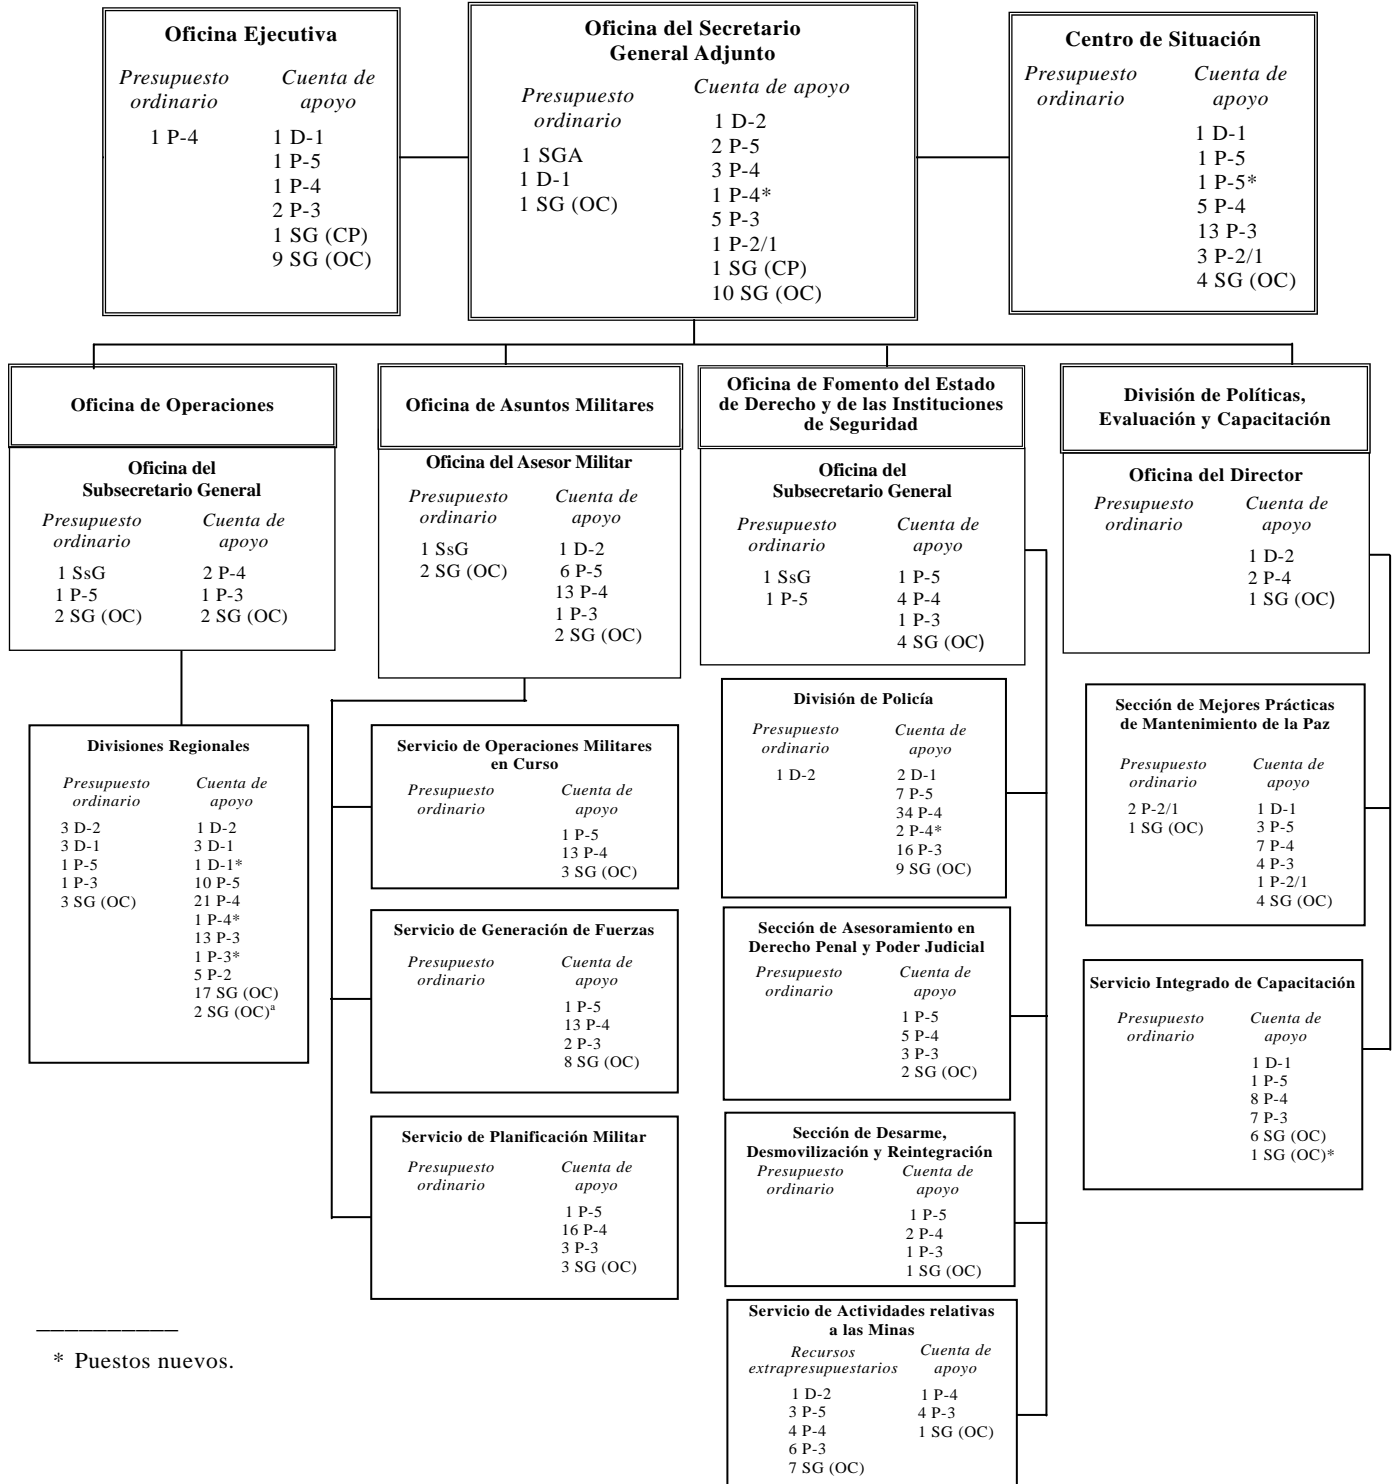 Oficina Ejecutiva
Presupuesto
ordinario
1 P-4
Cuenta de
apoyo
1 D-1
1 P-5
1 P-4
2 P-3
1 SG (CP)
9 SG (OC)
Oficina del Secretario
General Adjunto
Presupuesto
ordinario
1 SGA
1 D-1
1 SG (OC)
Cuenta de apoyo
1 D-2
2 P-5
3 P-4
1 P-4*
5 P-3
1 P-2/1
1 SG (CP)
10 SG (OC)
Centro de Situación
Presupuesto
ordinario
Cuenta de
apoyo
1 D-1
1 P-5
1 P-5*
5 P-4
13 P-3
3 P-2/1
4 SG (OC)
Oficina de Operaciones
Oficina del
Subsecretario General
Presupuesto
ordinario
1 SsG
1 P-5
2 SG (OC)
Cuenta de
apoyo
2 P-4
1 P-3
2 SG (OC)
Divisiones Regionales
Presupuesto
ordinario
3 D-2
3 D-1
1 P-5
1 P-3
3 SG (OC)
Cuenta de
apoyo
1 D-2
3 D-1
1 D-1*
10 P-5
21 P-4
1 P-4*
13 P-3
1 P-3*
5 P-2
17 SG (OC)
2 SG (OC)a
Oficina de Asuntos Militares
Oficina del Asesor Militar
Presupuesto
ordinario
1 SsG
2 SG (OC)
Cuenta de
apoyo
1 D-2
6 P-5
13 P-4
1 P-3
2 SG (OC)
Servicio de Operaciones Militares
en Curso
Presupuesto
ordinario
Cuenta de
apoyo
1 P-5
13 P-4
3 SG (OC)
Servicio de Generación de Fuerzas
Presupuesto
ordinario
Cuenta de
apoyo
1 P-5
13 P-4
2 P-3
8 SG (OC)
Servicio de Planificación Militar
Presupuesto
ordinario
Cuenta de
apoyo
1 P-5
16 P-4
3 P-3
3 SG (OC)
Oficina de Fomento del Estado
de Derecho y de las Instituciones
de Seguridad
Oficina del
Subsecretario General
Presupuesto
ordinario
1 SsG
1 P-5
Cuenta de
apoyo
1 P-5
4 P-4
1 P-3
4 SG (OC)
División de Policía
Presupuesto
ordinario
1 D-2
Cuenta de
apoyo
2 D-1
7 P-5
34 P-4
2 P-4*
16 P-3
9 SG (OC)
Sección de Asesoramiento en
Derecho Penal y Poder Judicial
Presupuesto
ordinario
Cuenta de
apoyo
1 P-5
5 P-4
3 P-3
2 SG (OC)
Sección de Desarme,
Desmovilización y Reintegración
Presupuesto
ordinario
Cuenta de
apoyo
1 P-5
2 P-4
1 P-3
1 SG (OC)
Servicio de Actividades relativas
a las Minas
Recursos
extrapresupuestarios
1 D-2
3 P-5
4 P-4
6 P-3
7 SG (OC)
Cuenta de
apoyo
1 P-4
4 P-3
1 SG (OC)
División de Políticas,
Evaluación y Capacitación
Oficina del Director
Presupuesto
ordinario
Cuenta de
apoyo
1 D-2
2 P-4
1 SG (OC)
Sección de Mejores Prácticas
de Mantenimiento de la Paz
Presupuesto
ordinario
2 P-2/1
1 SG (OC)
Cuenta de
apoyo
1 D-1
3 P-5
7 P-4
4 P-3
1 P-2/1
4 SG (OC)
Servicio Integrado de Capacitación
Presupuesto
ordinario
Cuenta de
apoyo
1 D-1
1 P-5
8 P-4
7 P-3
6 SG (OC)
1 SG (OC)*
* Puestos nuevos.